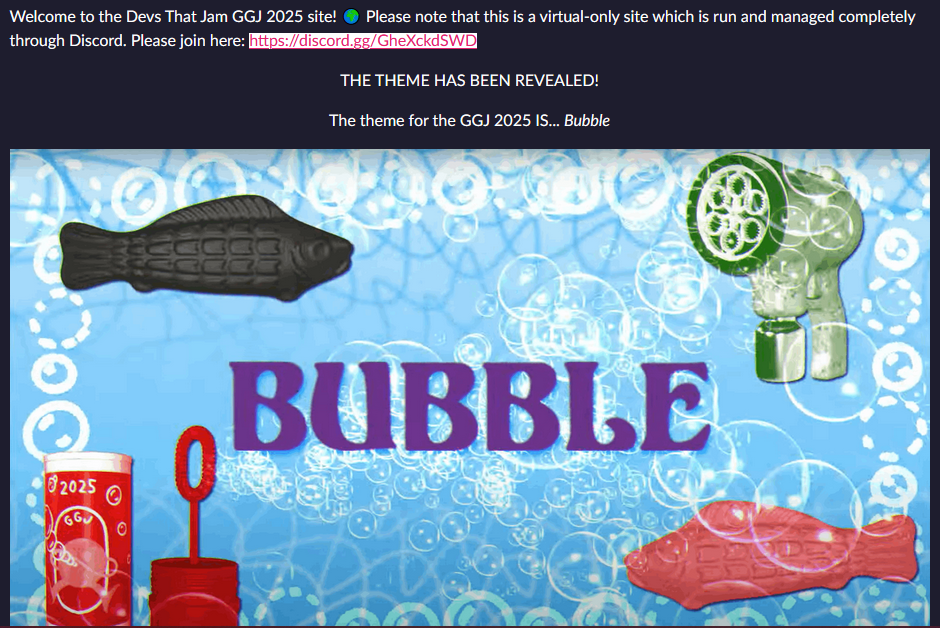 Welcome to the Devs That Jam GGJ 2025 site! 🌍 Please note that this is a virtual-only site which is run and managed completely
through Discord. Please join here: https://discord.gg/GheXckdSWD
THE THEME HAS BEEN REVEALED!
The theme for the GGJ 2025 IS... Bubble
BUBBLE
2025
GGJ